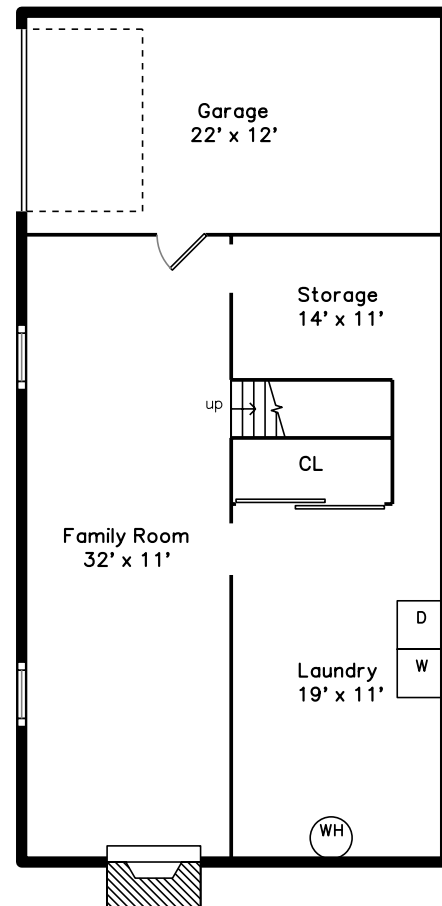 Garage
22' x 12'
Storage
14' x 11'
up
CL
Family Room
32' x 11'
D
W
Laundry
19' x 11'
WH